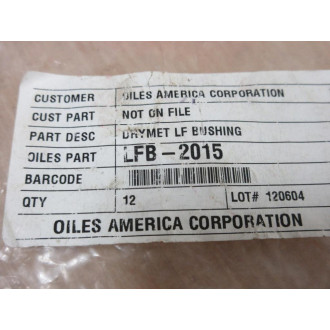 CUSTOMER OILES AMERICA CORPORATION
CUST PART NOT ON FILE
PART DESC DRYMET LF BUSHING
OILES PART LFB-2015
BARCODE
QTY 12 LOT# 120604
OILES AMERICA CORPORATION